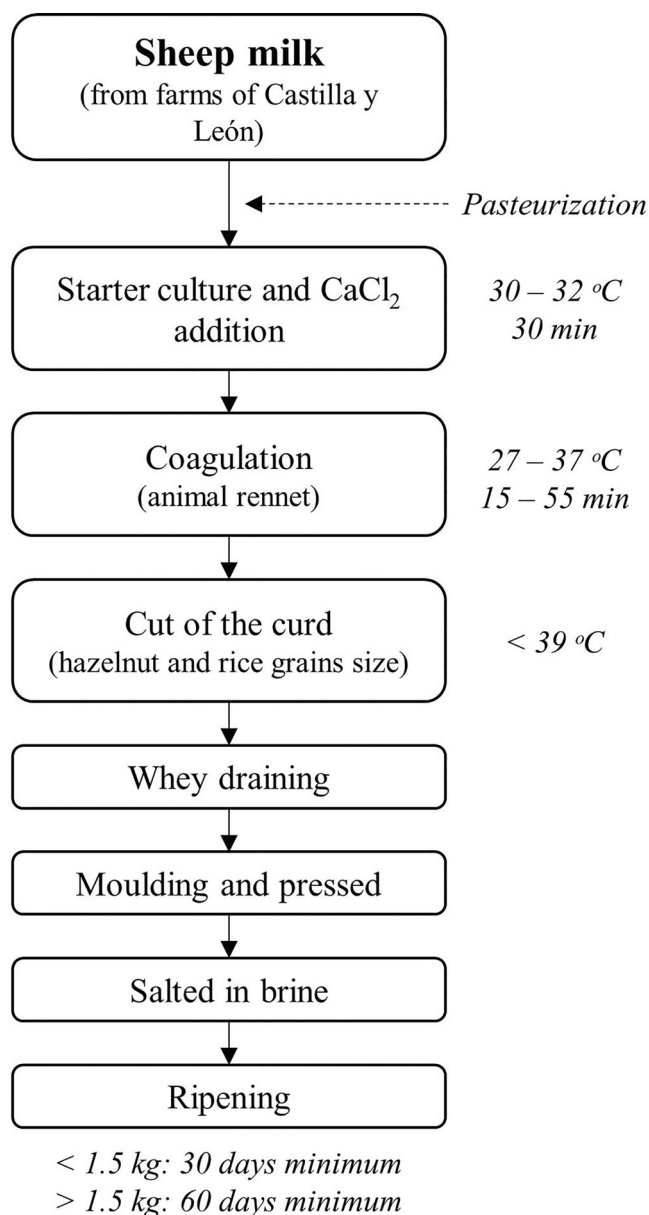 Sheep milk
(from farms of Castilla y
León)
Pasteurization
Starter culture and CaCl₂
addition
30 – 32 ºC
30 min
Coagulation
(animal rennet)
27 – 37 ºC
15 – 55 min
Cut of the curd
(hazelnut and rice grains size)
< 39 ºC
Whey draining
Moulding and pressed
Salted in brine
Ripening
< 1.5 kg: 30 days minimum
> 1.5 kg: 60 days minimum